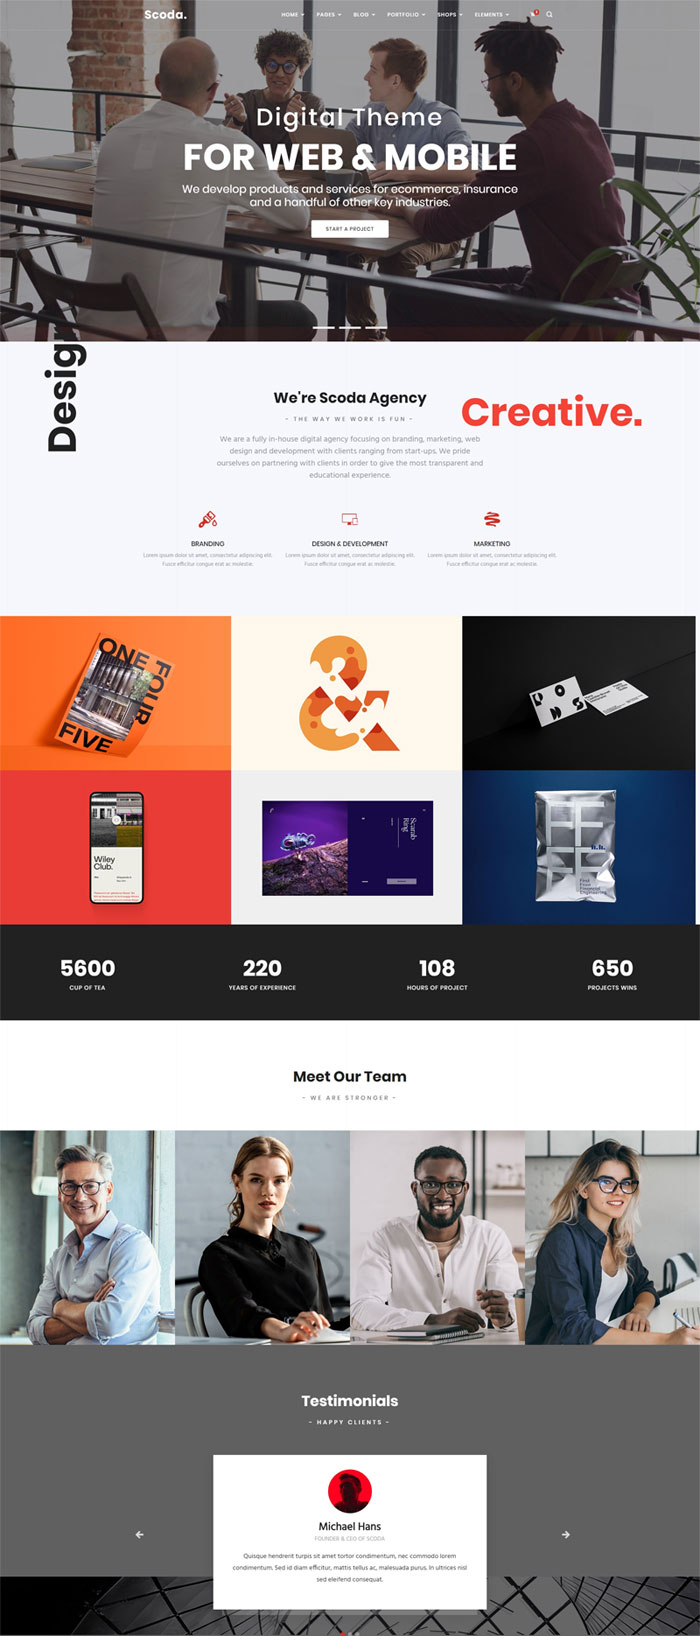 Scoda.
HOME PAGES BLOG PORTFOLIO SHOPS ELEMENTS
Digital Theme
FOR WEB & MOBILE
We develop products and services for ecommerce, insurance
and a handful of other key industries.
START A PROJECT
Desig
We're Scoda Agency
Creative.
- THE WAY WE WORK IS FUN -
We are a fully in-house digital agency focusing on branding, marketing, web
design and development with clients ranging from start-ups. We pride
ourselves on partnering with clients in order to give the most transparent and
educational experience.
BRANDING
Lorem ipsum dolor sit amet, consectetur adipiscing elit.
Fusce efficitur congue erat ac molestie.
DESIGN & DEVELOPMENT
Lorem ipsum dolor sit amet, consectetur adipiscing elit.
Fusce efficitur congue erat ac molestie.
MARKETING
Lorem ipsum dolor sit amet, consectetur adipiscing elit.
Fusce efficitur congue erat ac molestie.
ONE FOUR
FIVE
&
Wiley
Club.
Scarab
Ring
5600
CUP OF TEA
220
YEARS OF EXPERIENCE
108
HOURS OF PROJECT
650
PROJECTS WINS
Meet Our Team
- WE ARE STRONGER -
Testimonials
- HAPPY CLIENTS -
Michael Hans
FOUNDER & CEO OF SCODA
Quisque hendrerit turpis sit amet tortor condimentum, nec commodo lorem
condimentum. Sed id diam efficitur, mattis tellus ac, malesuada purus. In ultrices nisl
sed eleifend consequat.